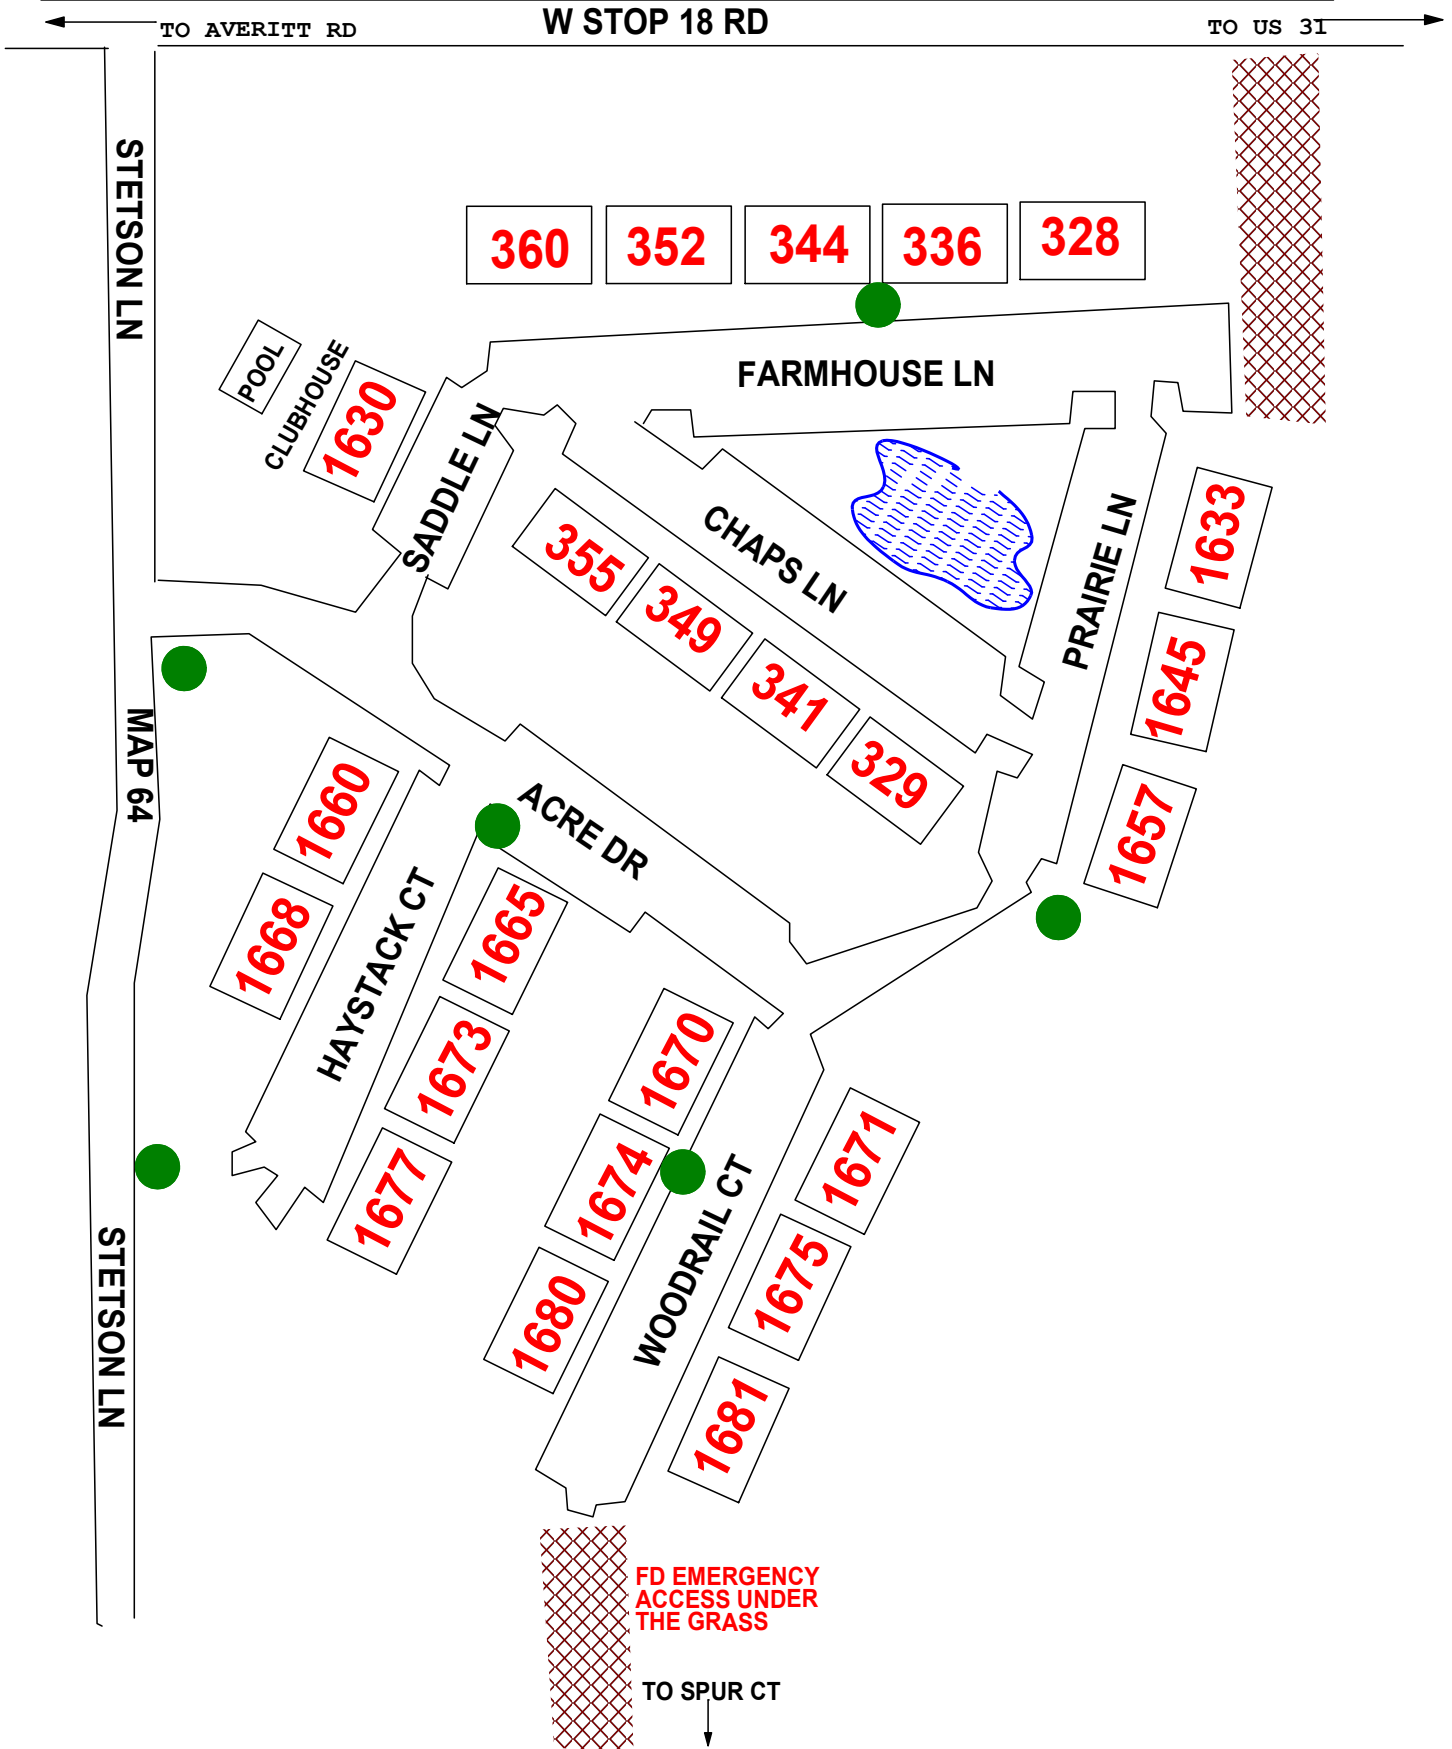 W STOP 18 RD
TO AVERITT RD
TO US 31
STETSON LN
360
352
344
336
328
FARMHOUSE LN
POOL
CLUBHOUSE
1630
SADDLE LN
CHAPS LN
PRAIRIE LN
1633
355
349
341
329
1645
1657
MAP 64
ACRE DR
1660
1668
HAYSTACK CT
1665
1673
1677
1670
1674
1680
WOODRAIL CT
1671
1675
1681
STETSON LN
FD EMERGENCY
ACCESS UNDER
THE GRASS
TO SPUR CT